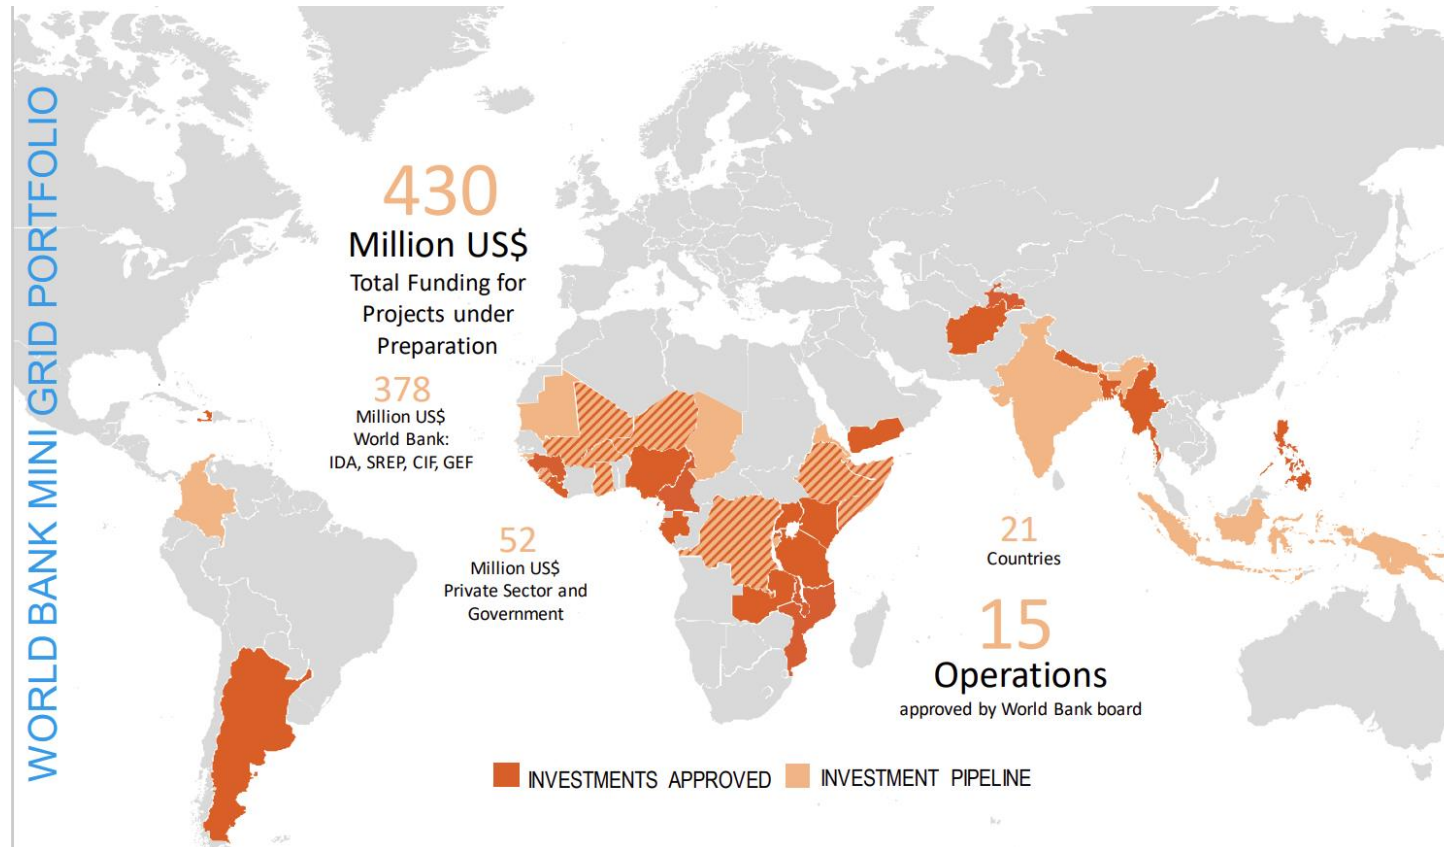 WORLD BANK MINI GRID PORTFOLIO
430
Million US$
Total Funding for
Projects under
Preparation
378
Million US$
World Bank:
IDA, SREP, CIF, GEF
52
Million US$
Private Sector and
Government
21
Countries
15
Operations
approved by World Bank board
INVESTMENTS APPROVED
INVESTMENT PIPELINE